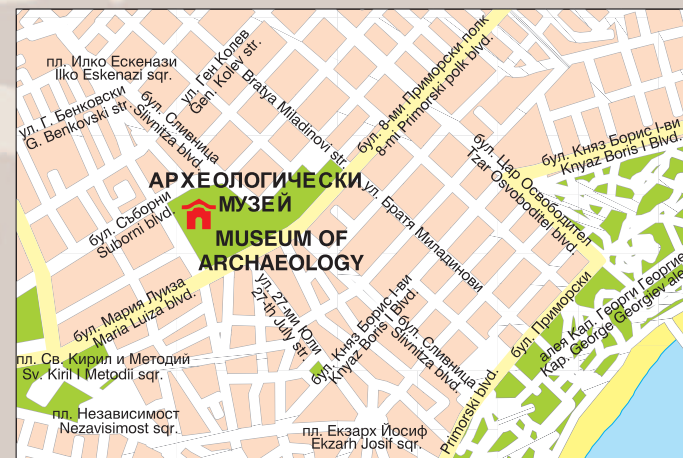 пл. Илко Ескенази
Ilko Eskenazi sqr.
ул. Ген Колев
Gen. Kolev str.
ул. Г. Бенковски
G. Benkovski str.
бул. Сливница
Slivnitza blvd.
Bratya Miladinovi str.
бул. 8-ми Приморски полк
8-mi Primorski polk blvd.
бул. Цар Освободител
Tzar Osvoboditel blvd.
бул. Княз Борис I-ви
Knyaz Boris I Blvd.
АРХЕОЛОГИЧЕСКИ
МУЗЕЙ
MUSEUM OF
ARCHAEOLOGY
ул. Братя Миладинови
бул. Съборни
Suborni blvd.
бул. Мария Луиза
Maria Luiza blvd.
ул. 27-ми Юли
27-th July str.
бул. Княз Борис I-ви
Knyaz Boris I Blvd.
бул. Сливница
Slivnitza blvd.
бул. Приморски
Primorski blvd.
алея Кап. Георги Георгие
Kap. George Georgiev ale
пл. Св. Кирил и Методий
Sv. Kiril I Metodii sqr.
пл. Независимост
Nezavisimost sqr.
пл. Екзарх Йосиф
Ekzarh Josif sqr.